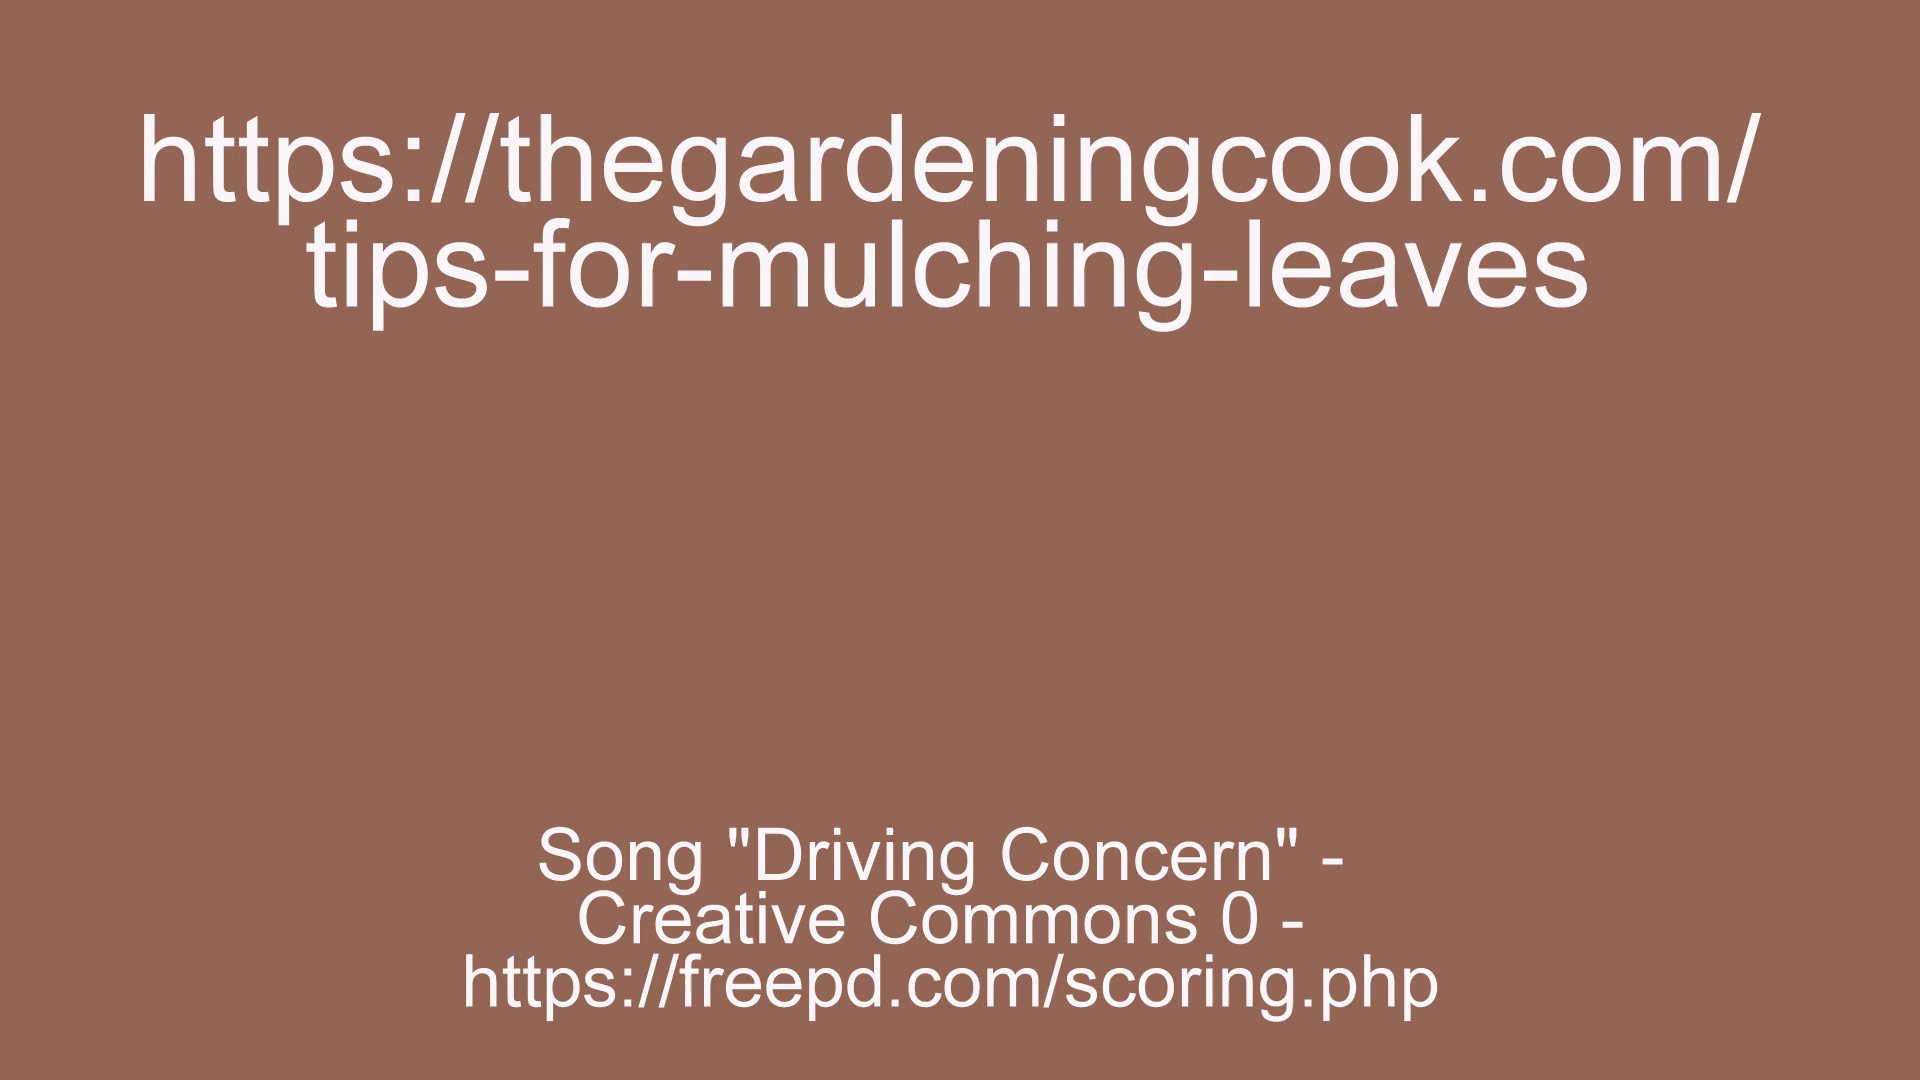 https://thegardeningcook.com/
tips-for-mulching-leaves
Song "Driving Concern" -
Creative Commons 0 -
https://freepd.com/scoring.php